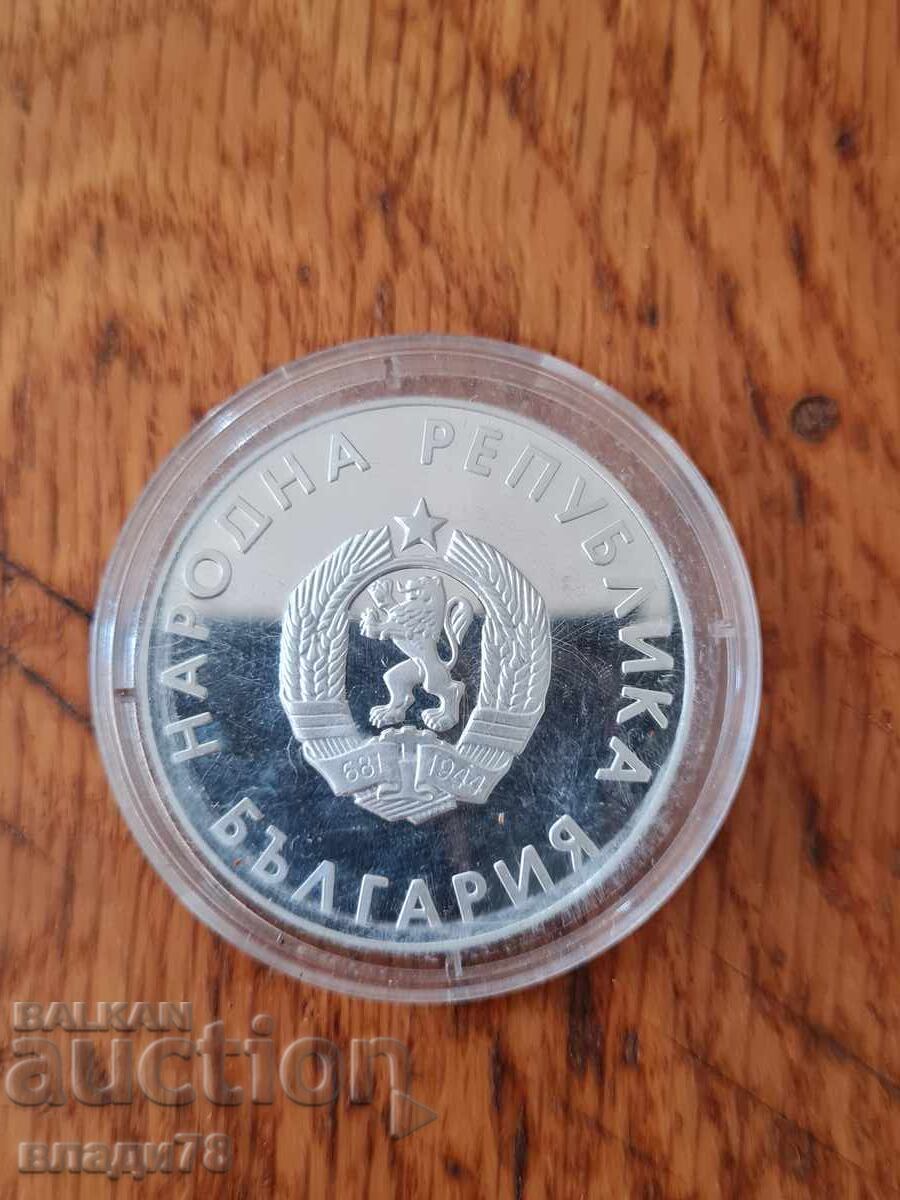 НАРОДНА РЕПУБЛИКА
БЪЛГАРИЯ
681 1944
BALKAN
auction
влади78